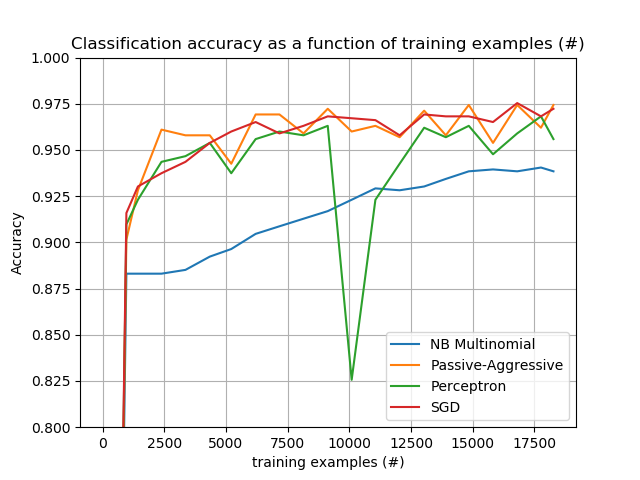 Classification accuracy as a function of training examples (#)
1.000
0.975
0.950
0.925
0.900
0.875
0.850
0.825
0.800
Accuracy
NB Multinomial
Passive-Aggressive
Perceptron
SGD
0 2500 5000 7500 10000 12500 15000 17500
training examples (#)